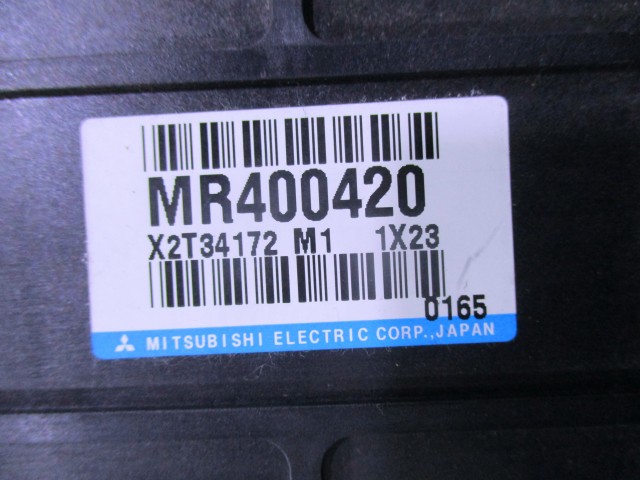 MR400420
X2T34172 M1 1X23
0165
MITSUBISHI ELECTRIC CORP.,JAPAN